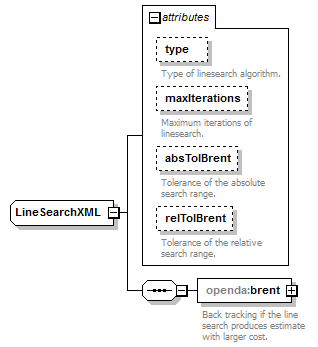 attributes
type
Type of linesearch algorithm.
maxIterations
Maximum iterations of
linesearch.
absTolBrent
Tolerance of the absolute
search range.
relTolBrent
Tolerance of the relative
search range.
LineSearchXML
openda:brent
Back tracking if the line
search produces estimate
with larger cost.